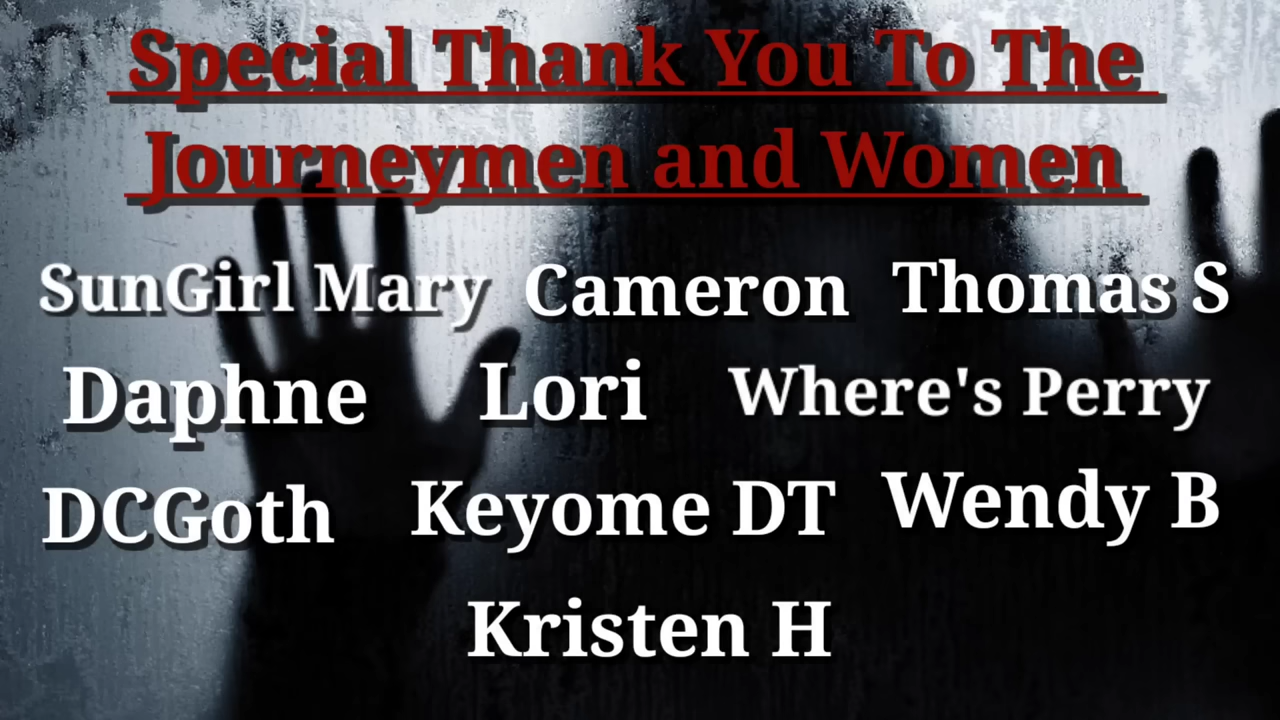 Special Thank You To The
Journeymen and Women
SunGirl Mary Cameron Thomas S
Daphne Lori Where's Perry
DCGoth Keyome DT Wendy B
Kristen H